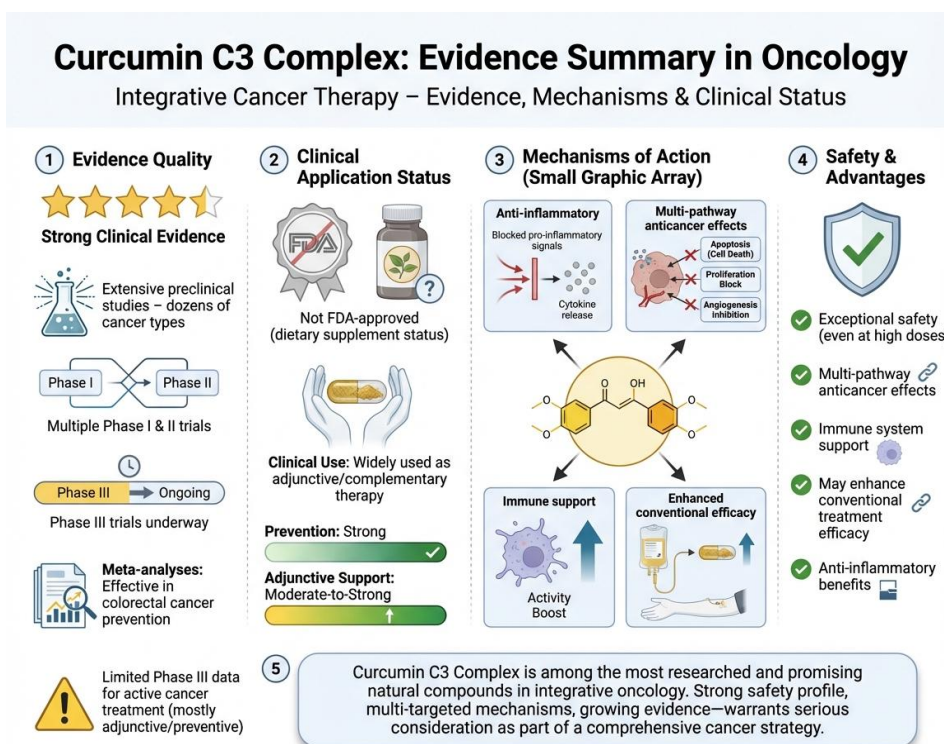 Curcumin C3 Complex: Evidence Summary in Oncology
Integrative Cancer Therapy – Evidence, Mechanisms & Clinical Status
1 Evidence Quality
Strong Clinical Evidence
Extensive preclinical
studies – dozens of
cancer types
Phase I
Phase II
Multiple Phase I & II trials
Phase III
Ongoing
Phase III trials underway
Meta-analyses:
Effective in
colorectal cancer
prevention
Limited Phase III data
for active cancer
treatment (mostly
adjunctive/preventive)
2 Clinical
Application Status
FDA
?
Not FDA-approved
(dietary supplement status)
Clinical Use: Widely used as
adjunctive/complementary
therapy
Prevention: Strong
Adjunctive Support:
Moderate-to-Strong
3 Mechanisms of Action
(Small Graphic Array)
Anti-inflammatory
Blocked pro-inflammatory
signals
Cytokine
release
Multi-pathway
anticancer effects
Apoptosis
(Cell Death)
Proliferation
Block
Angiogenesis
Inhibition
O
OH
O
O
O
O
Immune support
Activity
Boost
Enhanced
conventional efficacy
4 Safety &
Advantages
Exceptional safety
(even at high doses
Multi-pathway
anticancer effects
Immune system
support
May enhance
conventional
treatment
efficacy
Anti-inflammatory
benefits
5
Curcumin C3 Complex is among the most researched and promising
natural compounds in integrative oncology. Strong safety profile,
multi-targeted mechanisms, growing evidence—warrants serious
consideration as part of a comprehensive cancer strategy.